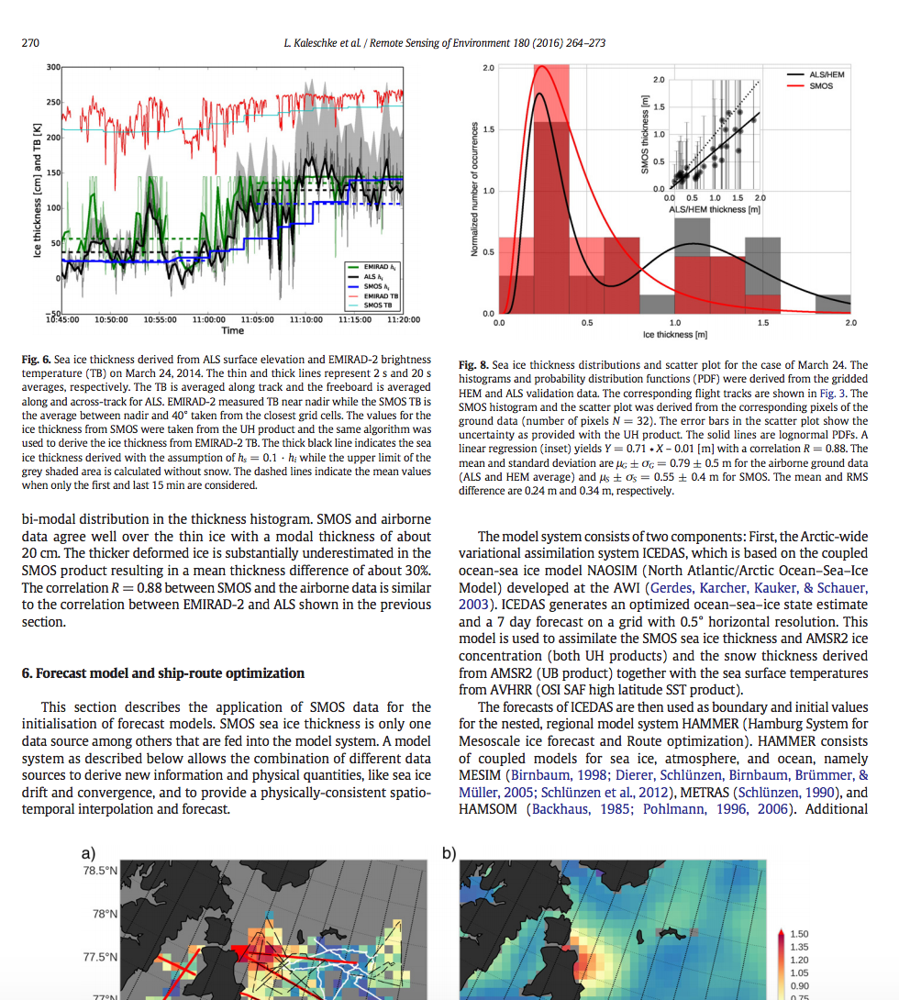 270
L. Kaleschke et al. / Remote Sensing of Environment 180 (2016) 264–273
300
250
200
150
100
50
0
−50
Ice thickness [cm] and TB [K]
EMIRAD hᵢ
ALS hᵢ
SMOS hᵢ
EMIRAD TB
SMOS TB
10:45:00 10:50:00 10:55:00 11:00:00 11:05:00 11:10:00 11:15:00 11:20:00
Time
Fig. 6. Sea ice thickness derived from ALS surface elevation and EMIRAD-2 brightness
temperature (TB) on March 24, 2014. The thin and thick lines represent 2 s and 20 s
averages, respectively. The TB is averaged along track and the freeboard is averaged
along and across-track for ALS. EMIRAD-2 measured TB near nadir while the SMOS TB is
the average between nadir and 40° taken from the closest grid cells. The values for the
ice thickness from SMOS were taken from the UH product and the same algorithm was
used to derive the ice thickness from EMIRAD-2 TB. The thick black line indicates the sea
ice thickness derived with the assumption of hₛ = 0.1 · hᵢ while the upper limit of the
grey shaded area is calculated without snow. The dashed lines indicate the mean values
when only the first and last 15 min are considered.
bi-modal distribution in the thickness histogram. SMOS and airborne
data agree well over the thin ice with a modal thickness of about
20 cm. The thicker deformed ice is substantially underestimated in the
SMOS product resulting in a mean thickness difference of about 30%.
The correlation R = 0.88 between SMOS and the airborne data is similar
to the correlation between EMIRAD-2 and ALS shown in the previous
section.
6. Forecast model and ship-route optimization
This section describes the application of SMOS data for the
initialisation of forecast models. SMOS sea ice thickness is only one
data source among others that are fed into the model system. A model
system as described below allows the combination of different data
sources to derive new information and physical quantities, like sea ice
drift and convergence, and to provide a physically-consistent spatio-
temporal interpolation and forecast.
2.0
1.5
1.0
0.5
0.0
Normalized number of occurrences
ALS/HEM
SMOS
2.0
1.5
1.0
0.5
0.0
SMOS thickness [m]
0.0 0.5 1.0 1.5 2.0
ALS/HEM thickness [m]
0.0 0.5 1.0 1.5 2.0
Ice thickness [m]
Fig. 8. Sea ice thickness distributions and scatter plot for the case of March 24. The
histograms and probability distribution functions (PDF) were derived from the gridded
HEM and ALS validation data. The corresponding flight tracks are shown in Fig. 3. The
SMOS histogram and the scatter plot was derived from the corresponding pixels of the
ground data (number of pixels N = 32). The error bars in the scatter plot show the
uncertainty as provided with the UH product. The solid lines are lognormal PDFs. A
linear regression (inset) yields Y = 0.71 * X − 0.01 [m] with a correlation R = 0.88. The
mean and standard deviation are μG ± σG = 0.79 ± 0.5 m for the airborne ground data
(ALS and HEM average) and μS ± σS = 0.55 ± 0.4 m for SMOS. The mean and RMS
difference are 0.24 m and 0.34 m, respectively.
The model system consists of two components: First, the Arctic-wide
variational assimilation system ICEDAS, which is based on the coupled
ocean-sea ice model NAOSIM (North Atlantic/Arctic Ocean–Sea–Ice
Model) developed at the AWI (Gerdes, Karcher, Kauker, & Schauer,
2003). ICEDAS generates an optimized ocean–sea–ice state estimate
and a 7 day forecast on a grid with 0.5° horizontal resolution. This
model is used to assimilate the SMOS sea ice thickness and AMSR2 ice
concentration (both UH products) and the snow thickness derived
from AMSR2 (UB product) together with the sea surface temperatures
from AVHRR (OSI SAF high latitude SST product).
The forecasts of ICEDAS are then used as boundary and initial values
for the nested, regional model system HAMMER (Hamburg System for
Mesoscale ice forecast and Route optimization). HAMMER consists
of coupled models for sea ice, atmosphere, and ocean, namely
MESIM (Birnbaum, 1998; Dierer, Schlünzen, Birnbaum, Brümmer, &
Müller, 2005; Schlünzen et al., 2012), METRAS (Schlünzen, 1990), and
HAMSOM (Backhaus, 1985; Pohlmann, 1996, 2006). Additional
a)
78.5°N
78°N
77.5°N
77°N
b)
1.50
1.35
1.20
1.05
0.90
0.75